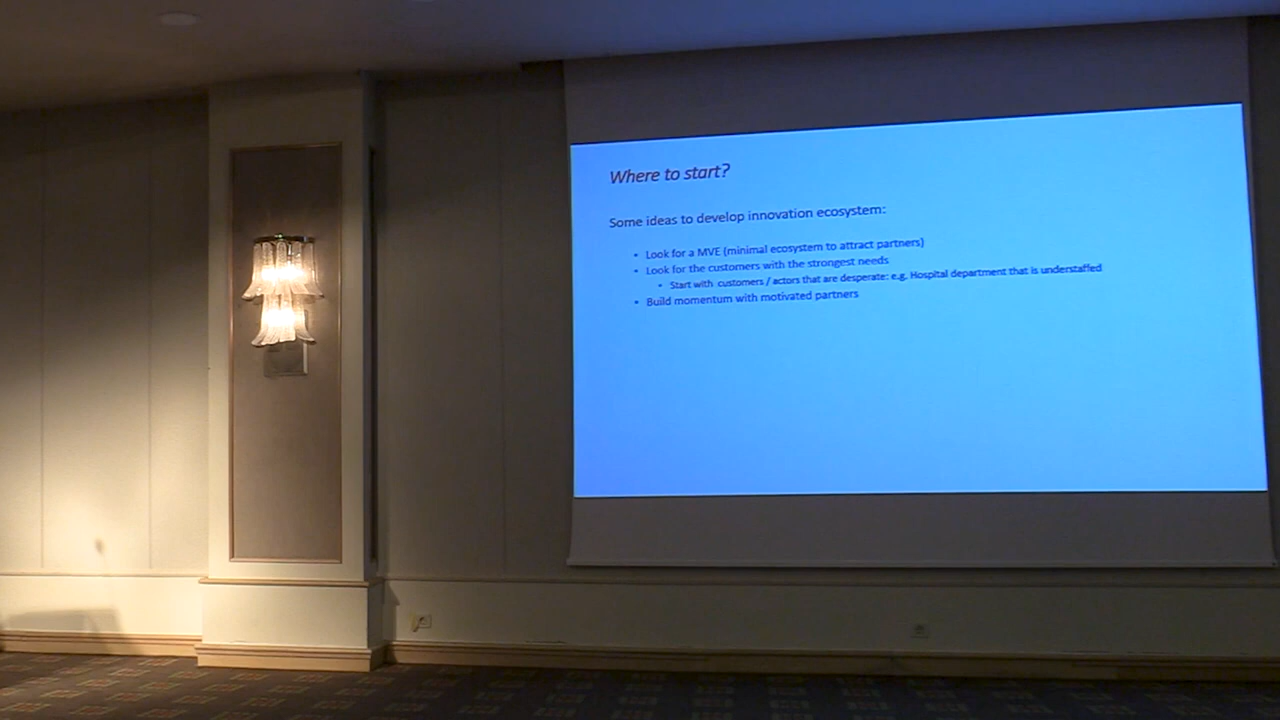 Where to start?
Some ideas to develop innovation ecosystem:
• Look for a MVE (minimal ecosystem to attract partners)
• Look for the customers with the strongest needs
• Start with customers / actors that are desperate: e.g. Hospital department that is understaffed
• Build momentum with motivated partners